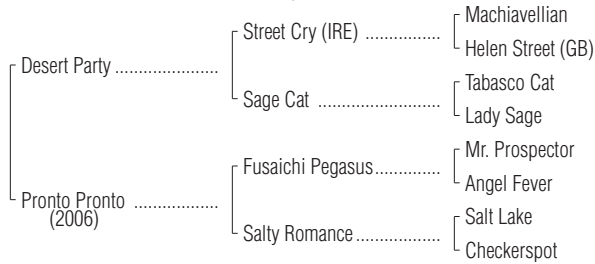 Machiavellian
Street Cry (IRE) ..................
Helen Street (GB)
Desert Party .........................
Tabasco Cat
Sage Cat .............................
Lady Sage
Mr. Prospector
Fusaichi Pegasus...............
Angel Fever
Pronto Pronto ....................
(2006)
Salt Lake
Salty Romance....................
Checkerspot